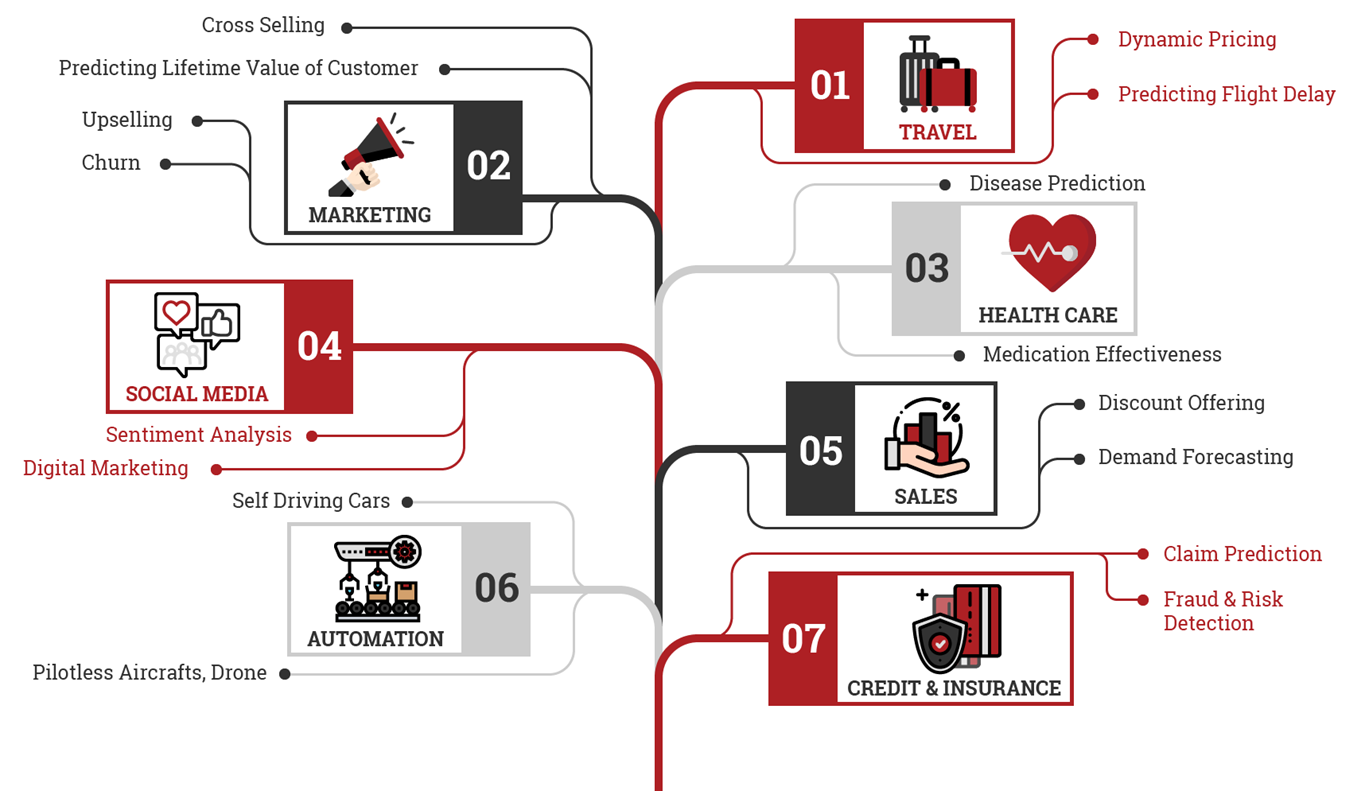 01
TRAVEL
Dynamic Pricing
Predicting Flight Delay
Cross Selling
Predicting Lifetime Value of Customer
Upselling
Churn
02
MARKETING
Disease Prediction
03
HEALTH CARE
Medication Effectiveness
04
SOCIAL MEDIA
Sentiment Analysis
Digital Marketing
05
SALES
Discount Offering
Demand Forecasting
Self Driving Cars
06
AUTOMATION
Pilotless Aircrafts, Drone
07
CREDIT & INSURANCE
Claim Prediction
Fraud & Risk
Detection